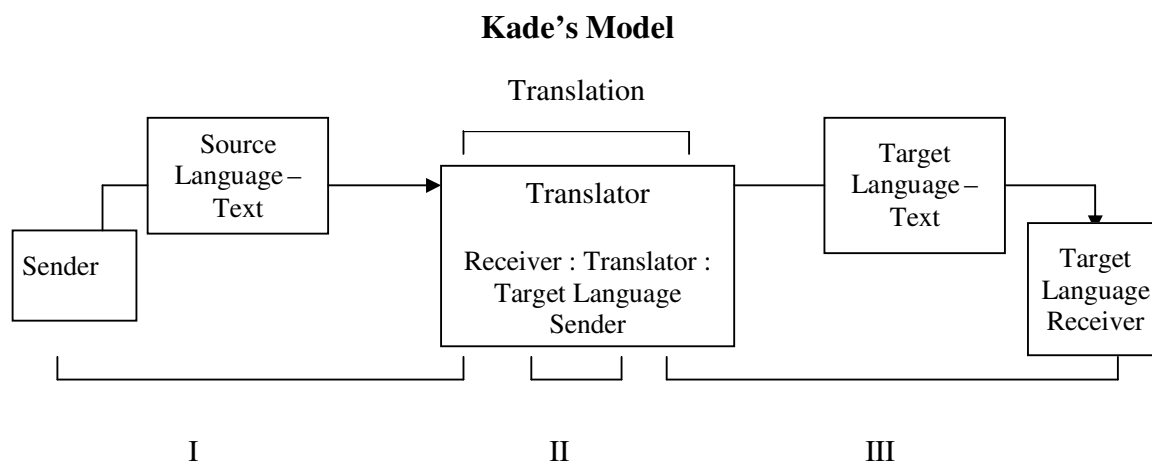 Kade’s Model
Translation
Source
Language –
Text
Sender
Translator
Receiver : Translator :
Target Language
Sender
Target
Language –
Text
Target
Language
Receiver
I
II
III